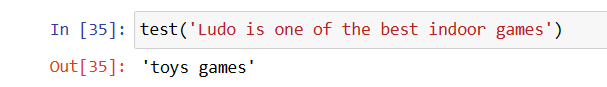 In [35]: test('Ludo is one of the best indoor games')
Out[35]: 'toys games'